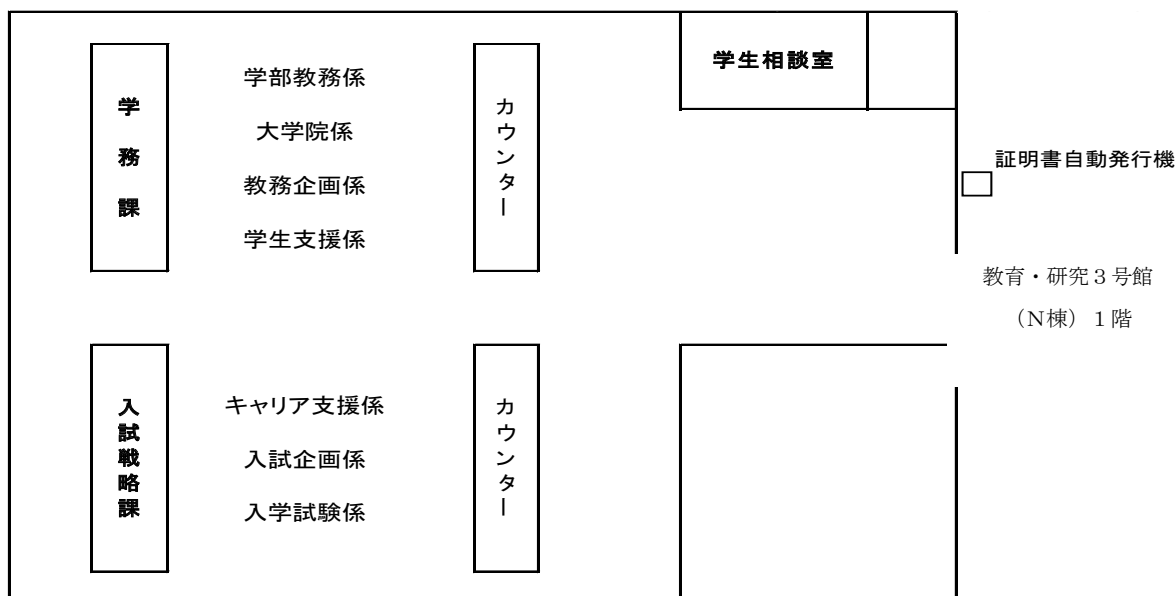 学務課
学部教務係
大学院係
教務企画係
学生支援係
カウンター
学生相談室
証明書自動発行機
教育・研究３号館
（Ｎ棟）１階
入試戦略課
キャリア支援係
入試企画係
入学試験係
カウンター